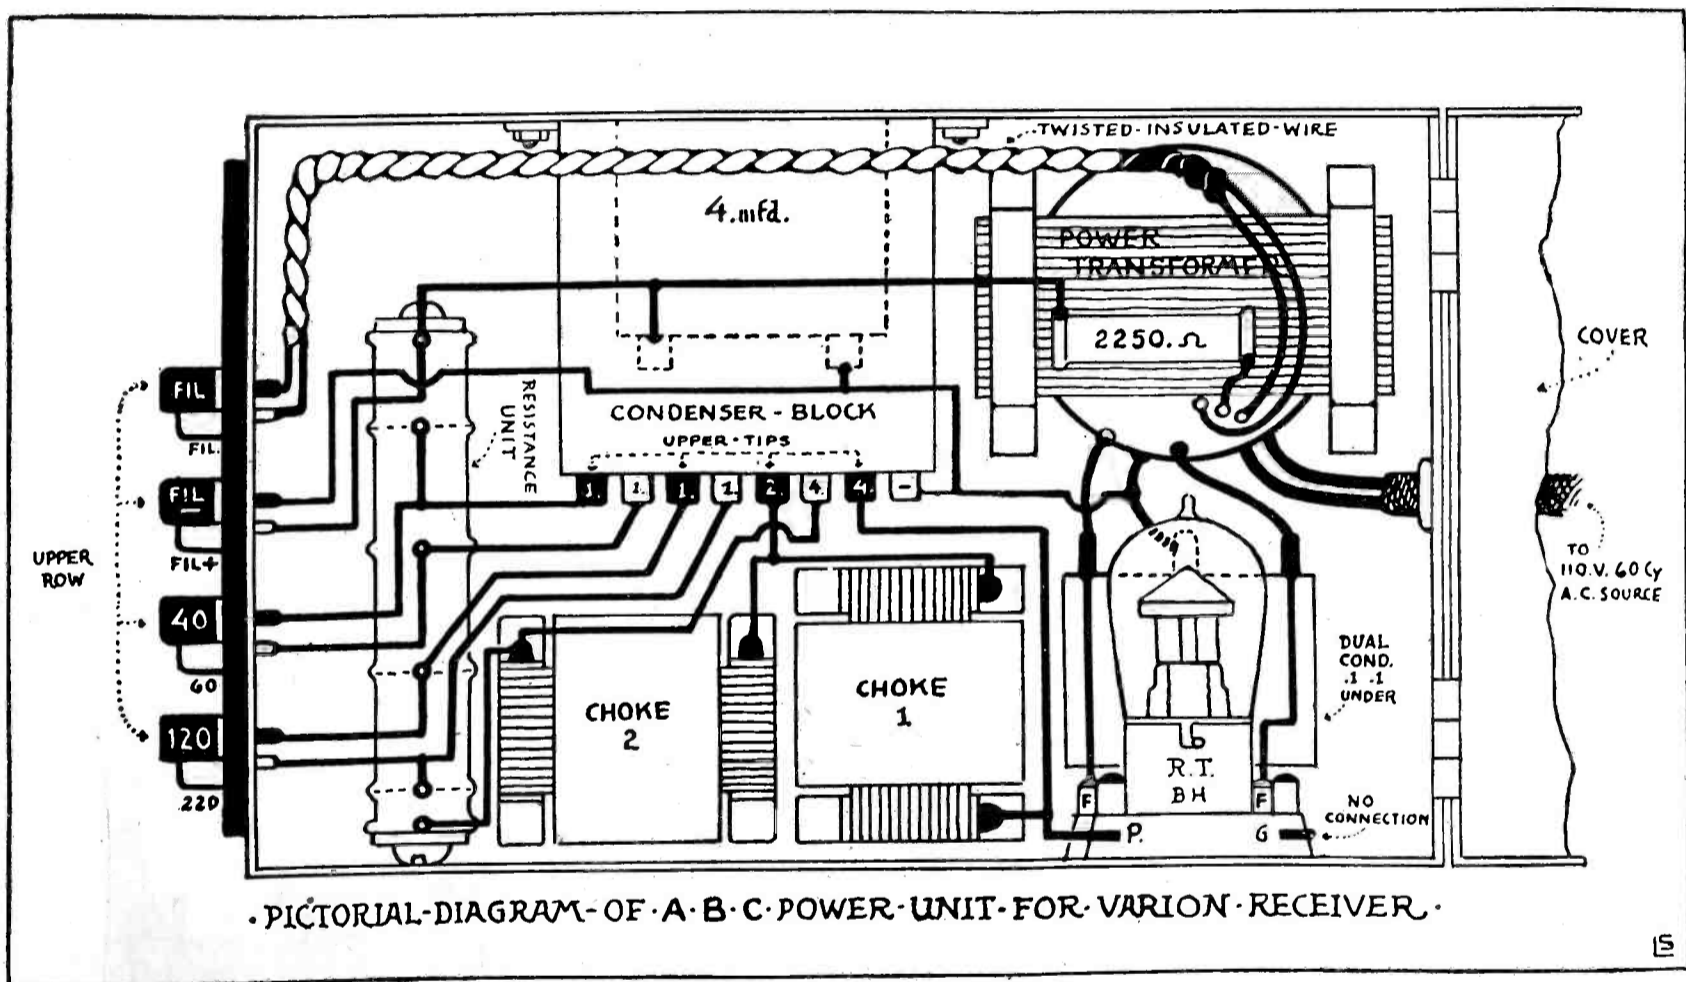 TWISTED-INSULATED-WIRE
4.mfd.
POWER
TRANSFORMER
2250.Ω
COVER
FIL
FIL.
RESISTANCE
UNIT
CONDENSER - BLOCK
UPPER-TIPS
1. 1. 1. 1. 2. 4. 4. -
FIL
FIL+
UPPER
ROW
40
60
120
220
CHOKE
2
CHOKE
1
TO
110.V. 60 Cy
A.C. SOURCE
DUAL
COND.
.1 .1
UNDER
R.T.
BH
F
F
P.
G
NO
CONNECTION
·PICTORIAL-DIAGRAM-OF·A·B·C·POWER·UNIT·FOR·VARION·RECEIVER·
LS